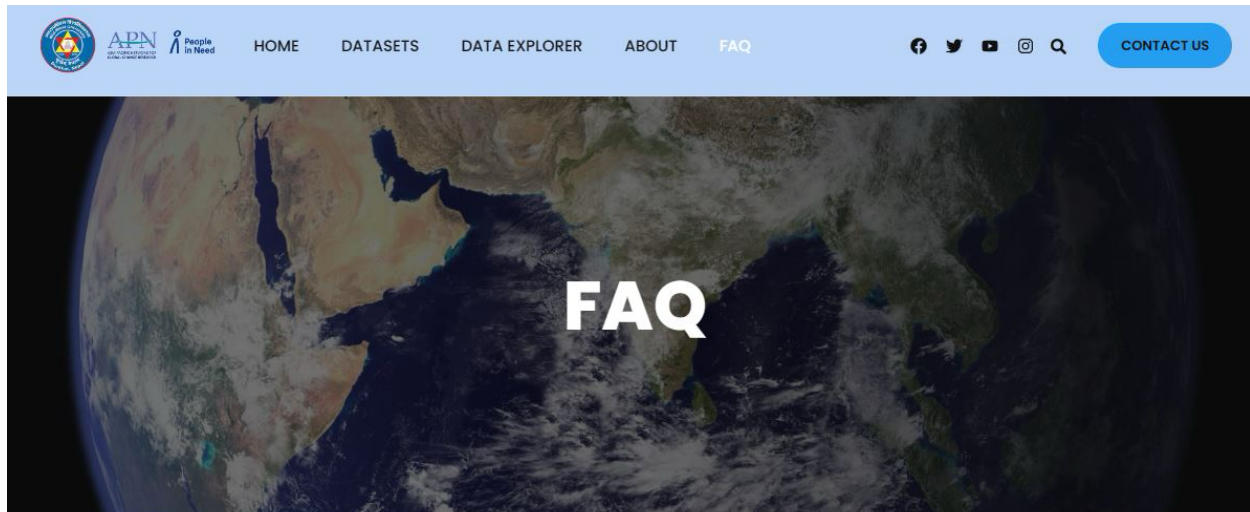 APN
People
in Need
HOME DATASETS DATA EXPLORER ABOUT FAQ CONTACT US
FAQ